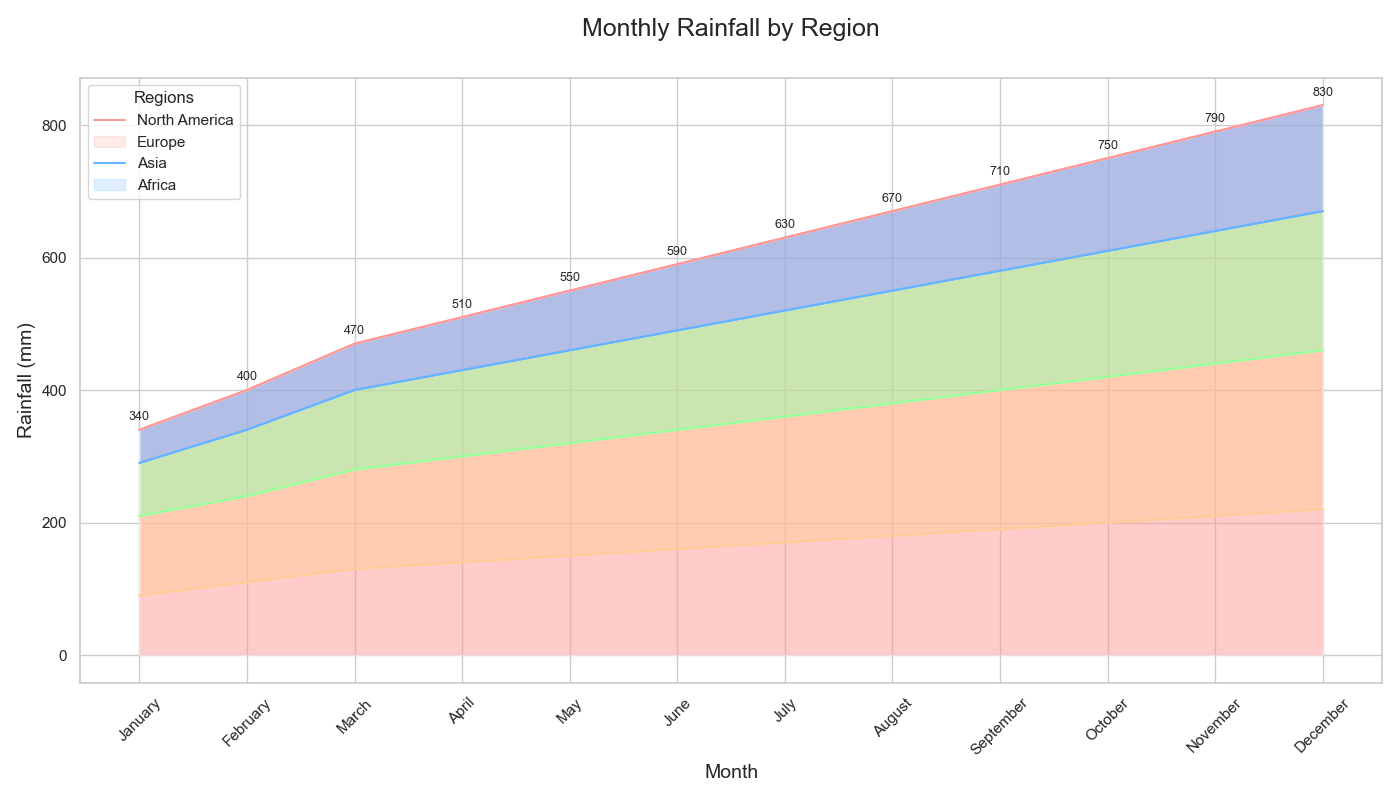 Monthly Rainfall by Region
Regions
North America
Europe
Asia
Africa
Rainfall (mm)
800
600
400
200
0
340
400
470
510
550
590
630
670
710
750
790
830
January
February
March
April
May
June
July
August
September
October
November
December
Month